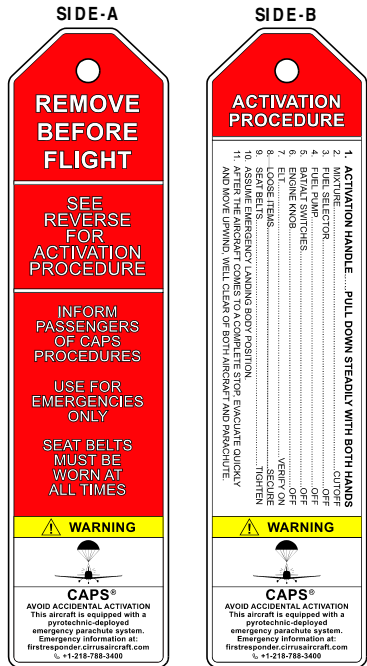 SIDE-A
REMOVE
BEFORE
FLIGHT
SEE
REVERSE
FOR
ACTIVATION
PROCEDURE
INFORM
PASSENGERS
OF CAPS
PROCEDURES
USE FOR
EMERGENCIES
ONLY
SEAT BELTS
MUST BE
WORN AT
ALL TIMES
WARNING
CAPS®
AVOID ACCIDENTAL ACTIVATION
This aircraft is equipped with a
pyrotechnic-deployed
emergency parachute system.
Emergency information at:
firstresponder.cirrusaircraft.com
+1-218-788-3400
SIDE-B
ACTIVATION
PROCEDURE
1. ACTIVATION HANDLE .....PULL DOWN STEADILY WITH BOTH HANDS
2. MIXTURE..........CUTOFF
3. FUEL SELECTOR..........OFF
4. FUEL PUMP..........OFF
5. BAT/ALT SWITCHES..........OFF
6. ENGINE KNOB..........OFF
7. ELT..........VERIFY ON
8. LOOSE ITEMS..........SECURE
9. SEAT BELTS..........TIGHTEN
10. ASSUME EMERGENCY LANDING BODY POSITION.
11. AFTER THE AIRCRAFT COMES TO A COMPLETE STOP, EVACUATE QUICKLY
AND MOVE UPWIND, WELL CLEAR OF BOTH AIRCRAFT AND PARACHUTE.
WARNING
CAPS®
AVOID ACCIDENTAL ACTIVATION
This aircraft is equipped with a
pyrotechnic-deployed
emergency parachute system.
Emergency information at:
firstresponder.cirrusaircraft.com
+1-218-788-3400